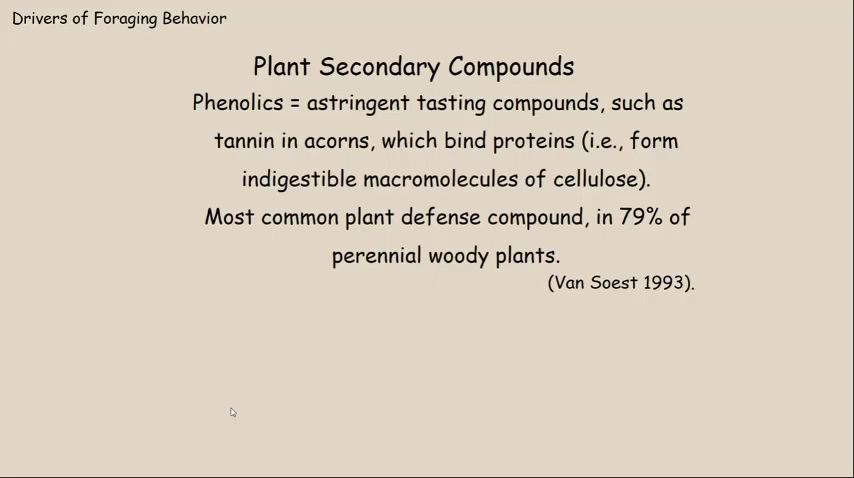 Drivers of Foraging Behavior
Plant Secondary Compounds
Phenolics = astringent tasting compounds, such as
tannin in acorns, which bind proteins (i.e., form
indigestible macromolecules of cellulose).
Most common plant defense compound, in 79% of
perennial woody plants.
(Van Soest 1993).